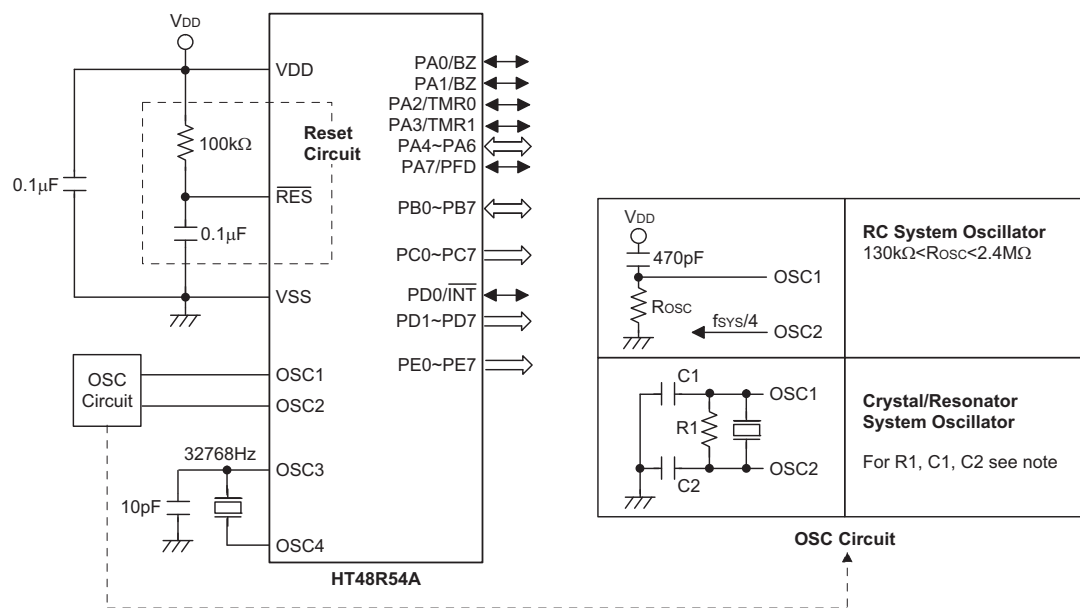 VDD
VDD
100kΩ
Reset
Circuit
0.1μF
RES
0.1μF
VSS
OSC
Circuit
OSC1
OSC2
32768Hz
OSC3
10pF
OSC4
PA0/BZ
PA1/BZ
PA2/TMR0
PA3/TMR1
PA4~PA6
PA7/PFD
PB0~PB7
PC0~PC7
PD0/INT
PD1~PD7
PE0~PE7
HT48R54A
VDD
470pF
OSC1
ROSC
fSYS/4
OSC2
RC System Oscillator
130kΩ<ROSC<2.4MΩ
C1
OSC1
R1
OSC2
C2
Crystal/Resonator
System Oscillator
For R1, C1, C2 see note
OSC Circuit